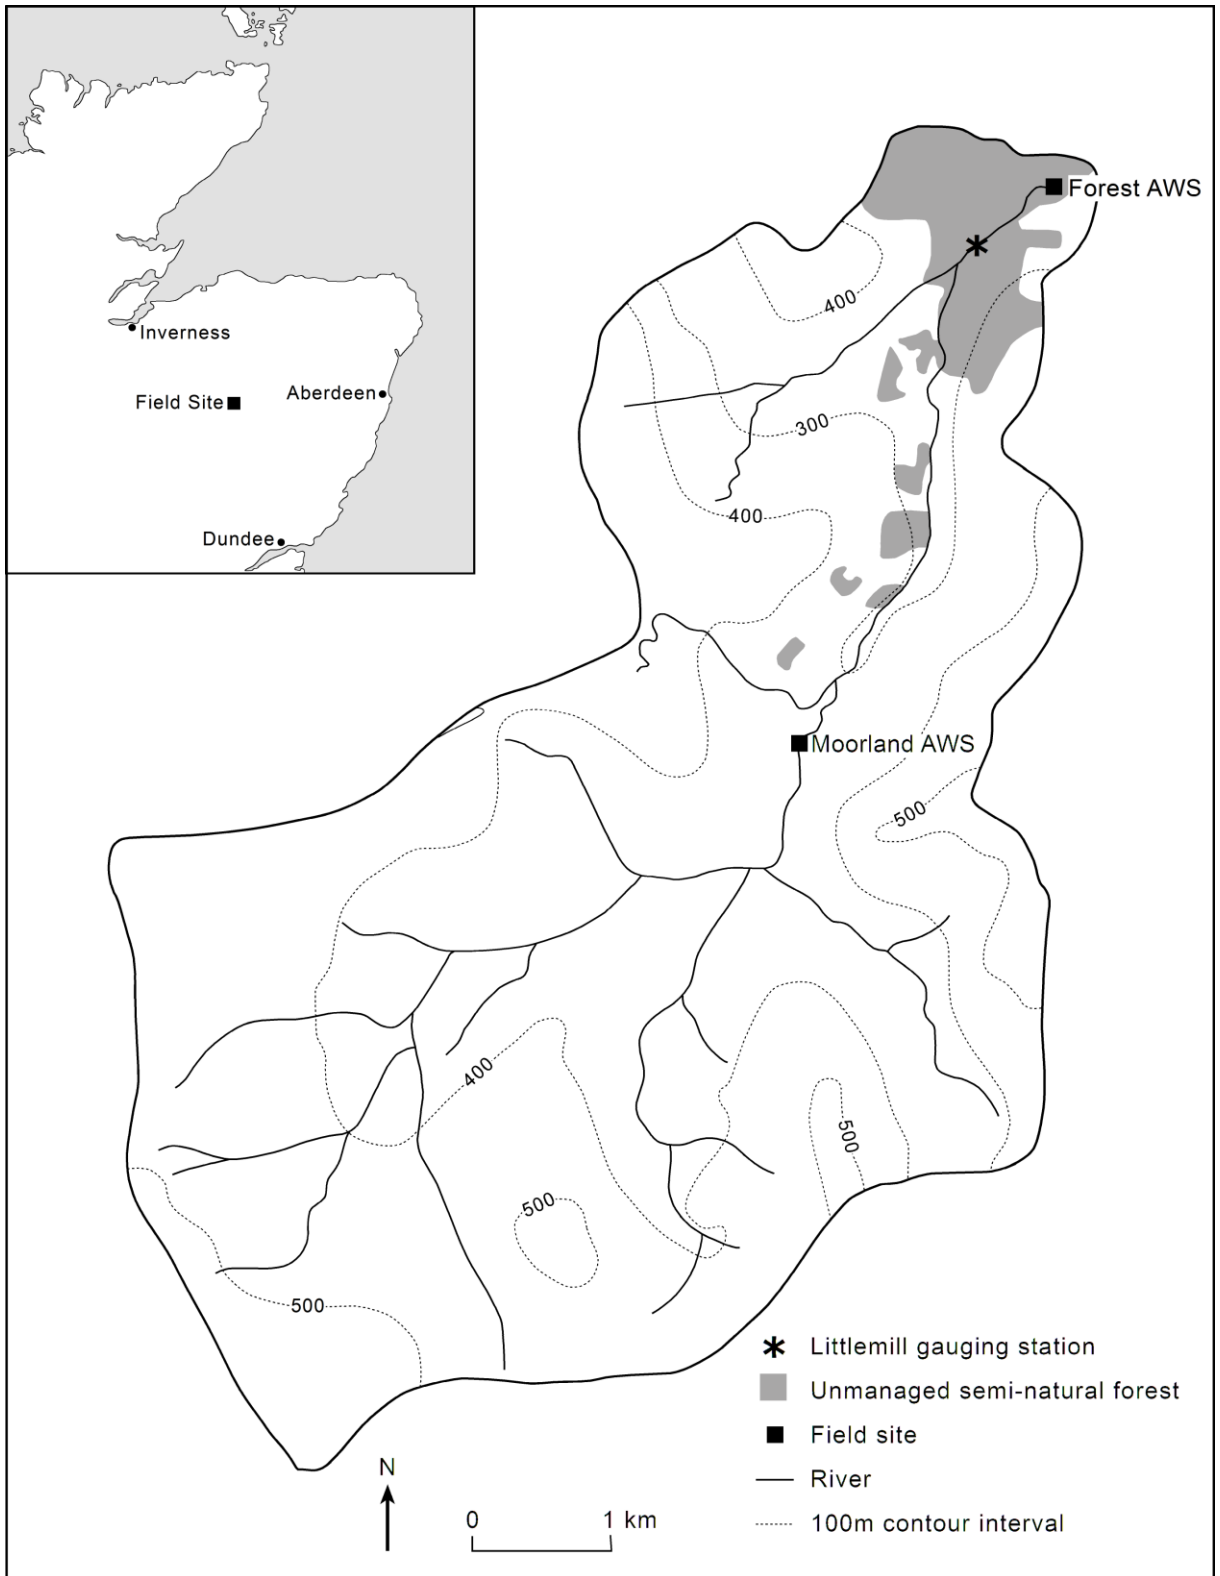 Inverness
Field Site
Aberdeen
Dundee
Forest AWS
400
300
400
Moorland AWS
500
400
500
500
500
Littlemill gauging station
Unmanaged semi-natural forest
Field site
River
100m contour interval
N
0 1 km